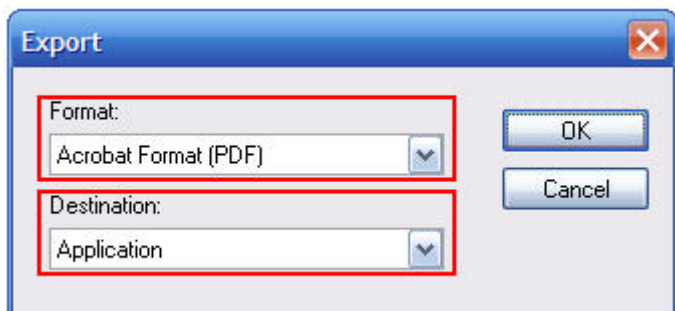 Export
Format:
Acrobat Format (PDF)
OK
Destination:
Cancel
Application